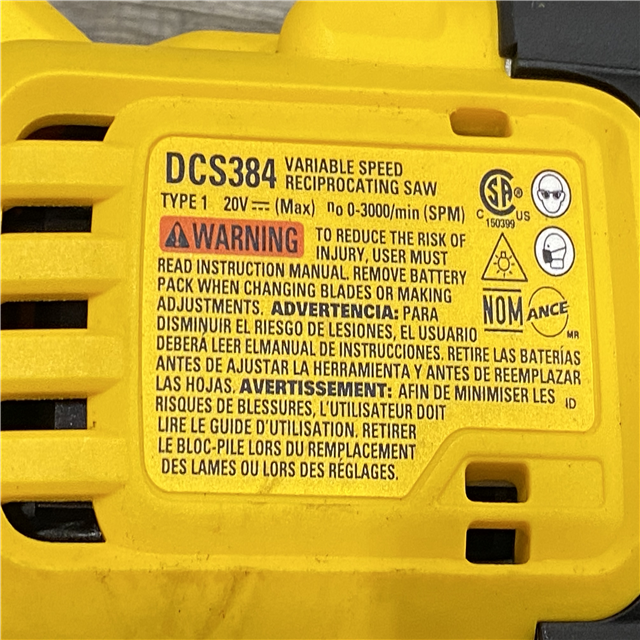 DCS384 VARIABLE SPEED
RECIPROCATING SAW
TYPE 1 20V ⎓ (Max) n₀ 0-3000/min (SPM)
SA® C US
150399
WARNING TO REDUCE THE RISK OF
INJURY, USER MUST
READ INSTRUCTION MANUAL. REMOVE BATTERY
PACK WHEN CHANGING BLADES OR MAKING
ADJUSTMENTS. ADVERTENCIA: PARA
DISMINUIR EL RIESGO DE LESIONES, EL USUARIO
NOM ANCE
MR
DEBERÁ LEER ELMANUAL DE INSTRUCCIONES. RETIRE LAS BATERÍAS
ANTES DE AJUSTAR LA HERRAMIENTA Y ANTES DE REEMPLAZAR
LAS HOJAS. AVERTISSEMENT: AFIN DE MINIMISER LES
ID
RISQUES DE BLESSURES, L'UTILISATEUR DOIT
LIRE LE GUIDE D'UTILISATION. RETIRER
LE BLOC-PILE LORS DU REMPLACEMENT
DES LAMES OU LORS DES RÉGLAGES.